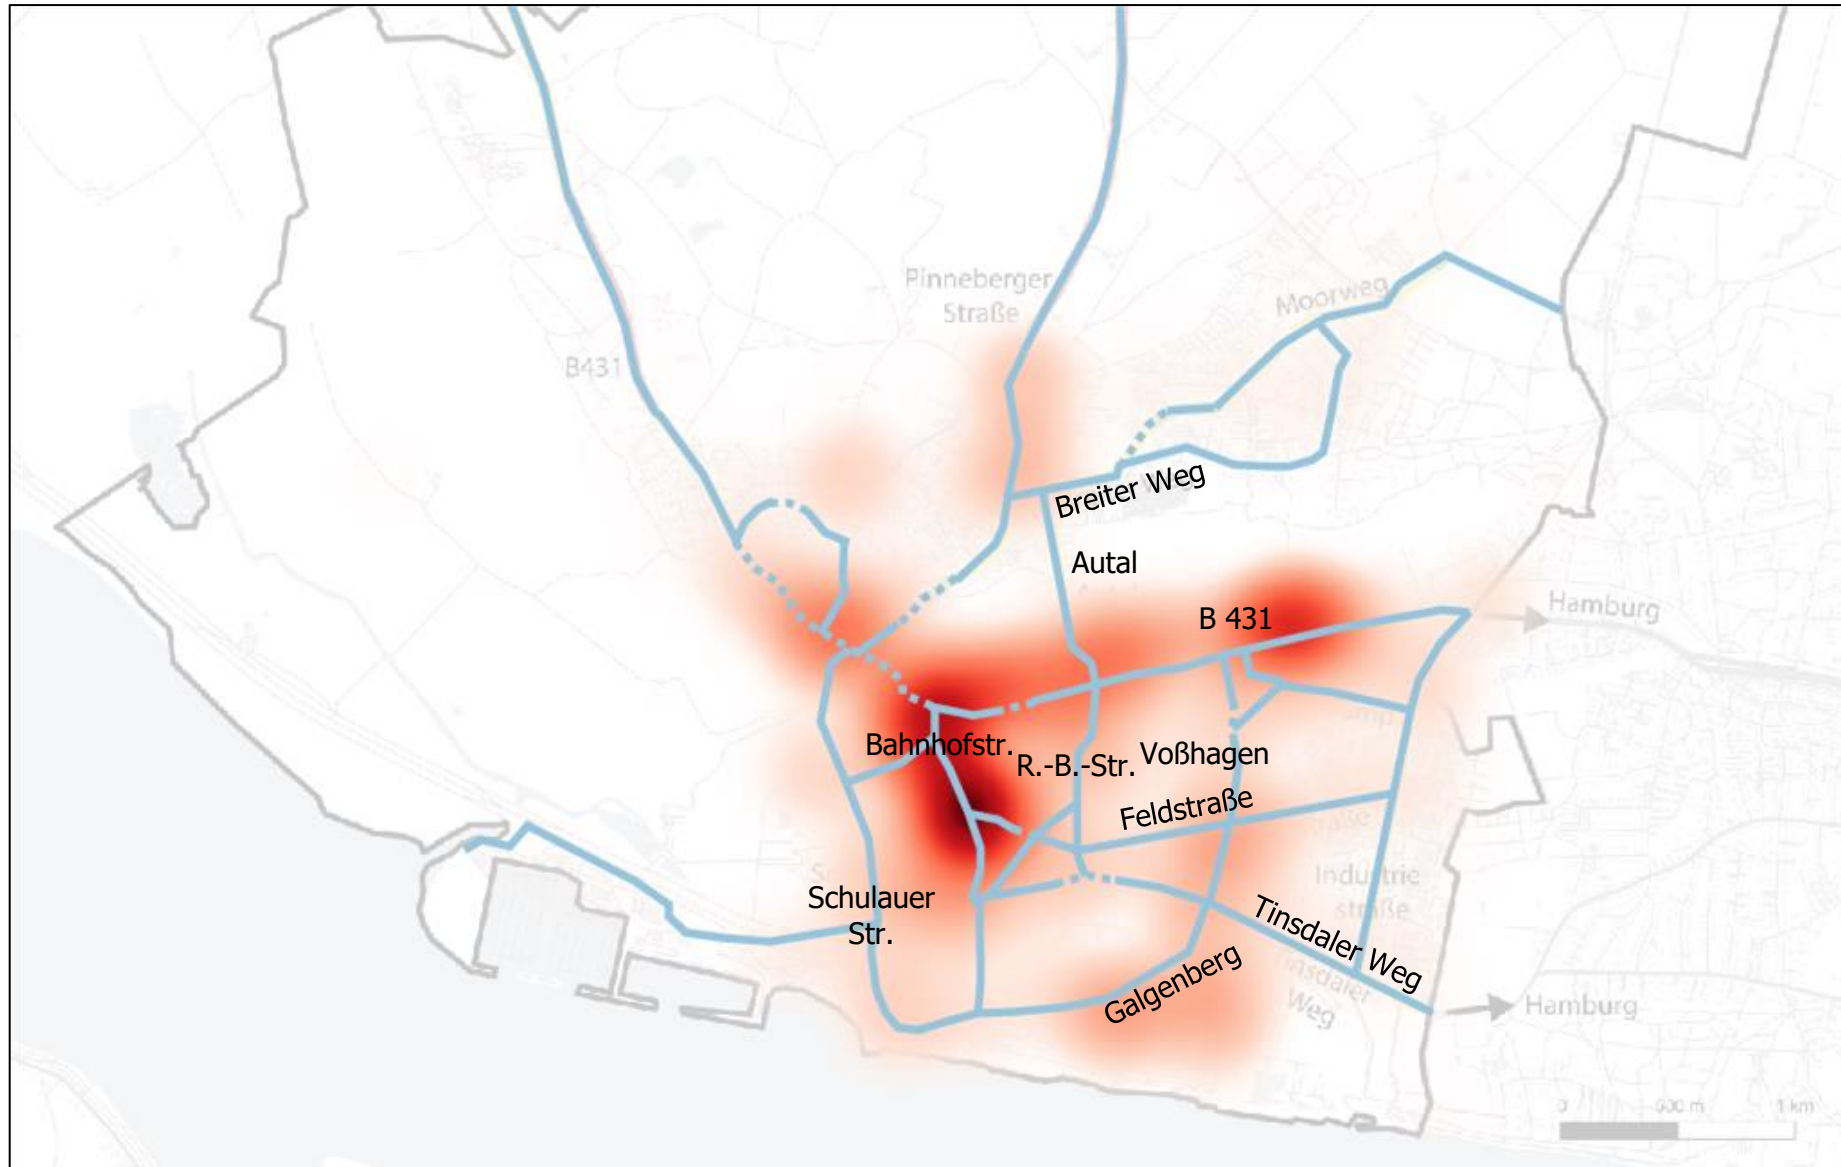 Pinneberger
Straße
Moorweg
B431
Breiter Weg
Autal
B 431
Hamburg
Bahnhofstr.
R.-B.-Str.
Voßhagen
Feldstraße
Schulauer
Str.
Industrie-
straße
Tinsdaler Weg
Galgenberg
Tinsdaler
Weg
Hamburg
0
500 m
1 km